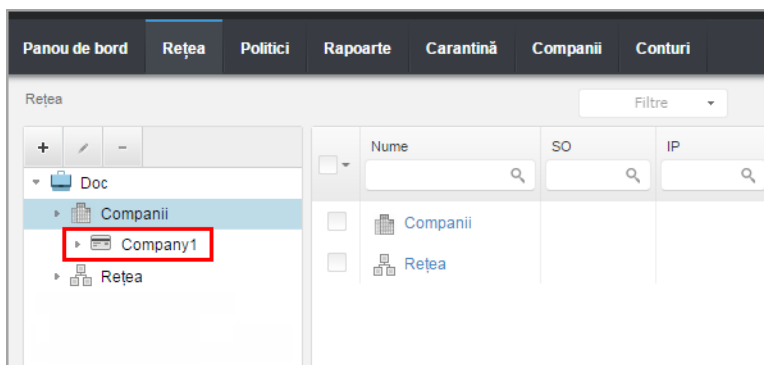 Panou de bord Rețea Politici Rapoarte Carantină Companii Conturi
Rețea
Filtre
Nume SO IP
Doc
Companii
Company1
Rețea
Companii
Rețea